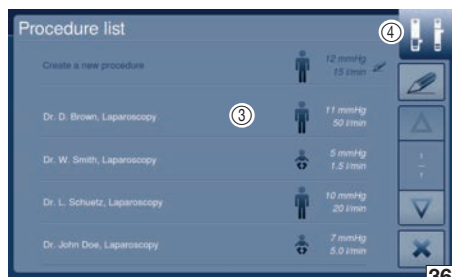 Procedure list
④
Create a new procedure
12 mmHg
15 l/min
Dr. D. Brown, Laparoscopy
③
11 mmHg
50 l/min
Dr. W. Smith, Laparoscopy
5 mmHg
1.5 l/min
Dr. L. Schuetz, Laparoscopy
10 mmHg
20 l/min
Dr. John Doe, Laparoscopy
7 mmHg
5.0 l/min
36